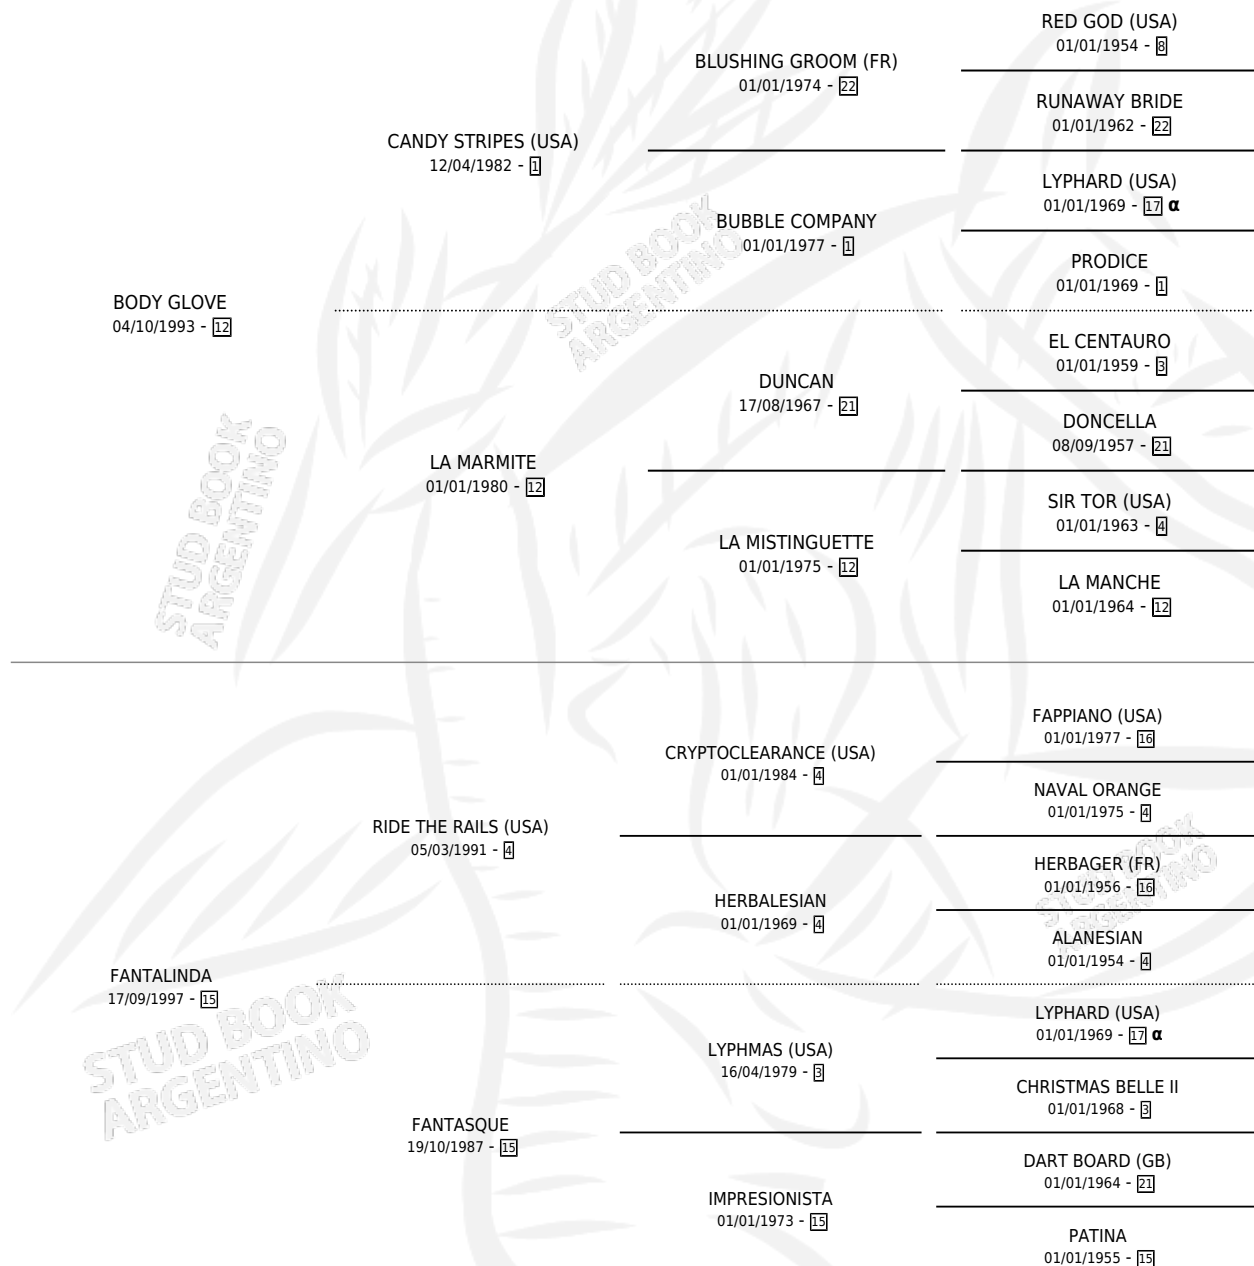 RED GOD (USA)
01/01/1954 - 8
BLUSHING GROOM (FR)
01/01/1974 - 22
RUNAWAY BRIDE
01/01/1962 - 22
CANDY STRIPES (USA)
12/04/1982 - 1
LYPHARD (USA)
01/01/1969 - 17 α
BUBBLE COMPANY
01/01/1977 - 1
PRODICE
01/01/1969 - 1
BODY GLOVE
04/10/1993 - 12
EL CENTAURO
01/01/1959 - 3
DUNCAN
17/08/1967 - 21
DONCELLA
08/09/1957 - 21
LA MARMITE
01/01/1980 - 12
SIR TOR (USA)
01/01/1963 - 4
LA MISTINGUETTE
01/01/1975 - 12
LA MANCHE
01/01/1964 - 12
FAPPIANO (USA)
01/01/1977 - 16
CRYPTOCLEARANCE (USA)
01/01/1984 - 4
NAVAL ORANGE
01/01/1975 - 4
RIDE THE RAILS (USA)
05/03/1991 - 4
HERBAGER (FR)
01/01/1956 - 16
HERBALESIAN
01/01/1969 - 4
ALANESIAN
01/01/1954 - 4
FANTALINDA
17/09/1997 - 15
LYPHARD (USA)
01/01/1969 - 17 α
LYPHMAS (USA)
16/04/1979 - 3
CHRISTMAS BELLE II
01/01/1968 - 3
FANTASQUE
19/10/1987 - 15
DART BOARD (GB)
01/01/1964 - 21
IMPRESIONISTA
01/01/1973 - 15
PATINA
01/01/1955 - 15
STUD BOOK
ARGENTINO
STUD BOOK
ARGENTINO
STUD BOOK
ARGENTINO
STUD BOOK
ARGENTINO